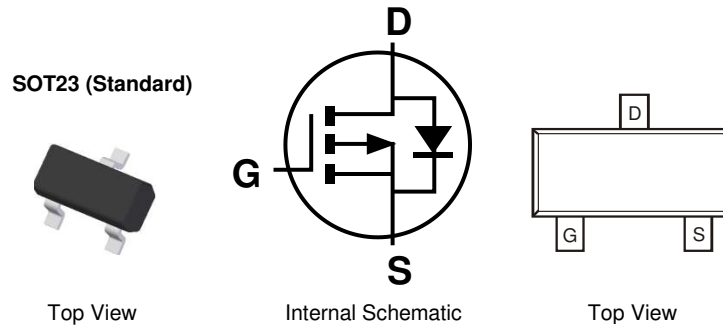 D
SOT23 (Standard)
G
S
D
G
S
Top View
Internal Schematic
Top View